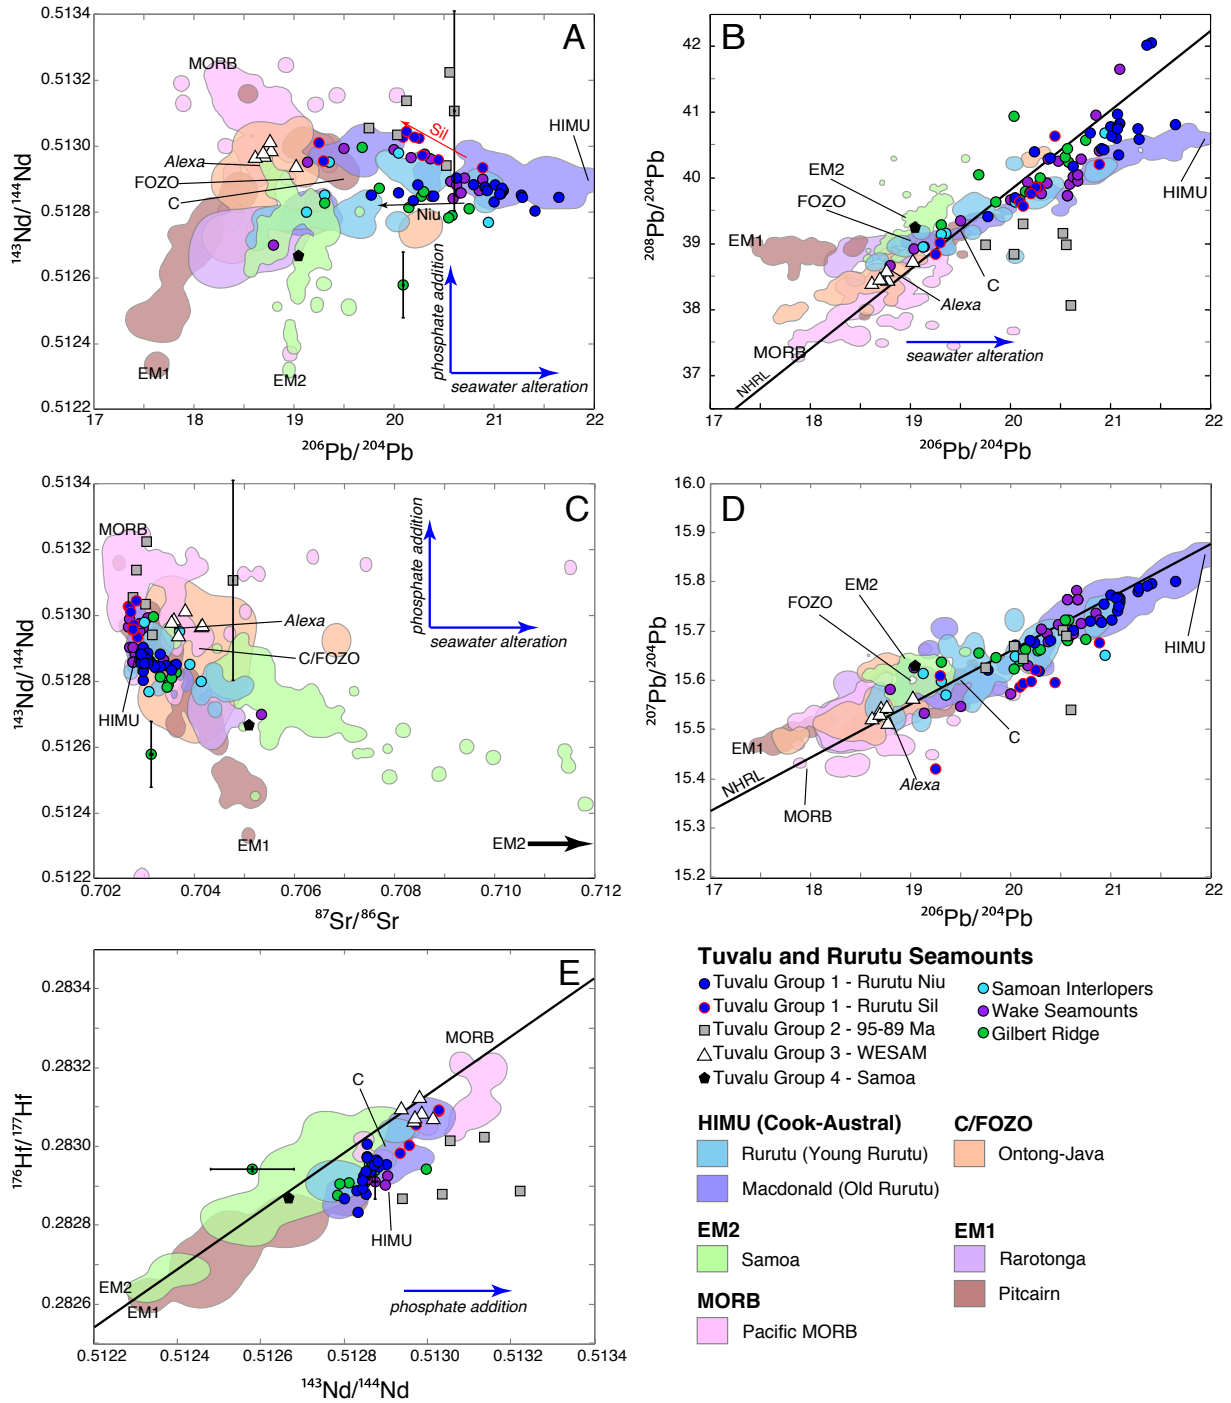 A
0.5134
0.5132
0.5130
0.5128
0.5126
0.5124
0.5122
¹⁴³Nd/¹⁴⁴Nd
MORB
Sil
HIMU
Alexa
FOZO
C
Niu
EM1
EM2
phosphate addition
seawater alteration
17 18 19 20 21 22
²⁰⁶Pb/²⁰⁴Pb
B
42
41
40
39
38
37
²⁰⁸Pb/²⁰⁴Pb
EM2
FOZO
EM1
HIMU
C
Alexa
MORB
NHRL
seawater alteration
17 18 19 20 21 22
²⁰⁶Pb/²⁰⁴Pb
C
0.5134
0.5132
0.5130
0.5128
0.5126
0.5124
0.5122
¹⁴³Nd/¹⁴⁴Nd
MORB
phosphate addition
seawater alteration
Alexa
C/FOZO
HIMU
EM1
EM2
0.702 0.704 0.706 0.708 0.710 0.712
⁸⁷Sr/⁸⁶Sr
D
16.0
15.9
15.8
15.7
15.6
15.5
15.4
15.3
15.2
²⁰⁷Pb/²⁰⁴Pb
EM2
FOZO
HIMU
C
EM1
Alexa
NHRL
MORB
17 18 19 20 21 22
²⁰⁶Pb/²⁰⁴Pb
E
0.2834
0.2832
0.2830
0.2828
0.2826
¹⁷⁶Hf/¹⁷⁷Hf
MORB
C
HIMU
EM2
EM1
phosphate addition
0.5122 0.5124 0.5126 0.5128 0.5130 0.5132 0.5134
¹⁴³Nd/¹⁴⁴Nd
Tuvalu and Rurutu Seamounts
Tuvalu Group 1 - Rurutu Niu
Tuvalu Group 1 - Rurutu Sil
Tuvalu Group 2 - 95-89 Ma
Tuvalu Group 3 - WESAM
Tuvalu Group 4 - Samoa
Samoan Interlopers
Wake Seamounts
Gilbert Ridge
HIMU (Cook-Austral)
Rurutu (Young Rurutu)
Macdonald (Old Rurutu)
C/FOZO
Ontong-Java
EM2
Samoa
EM1
Rarotonga
Pitcairn
MORB
Pacific MORB